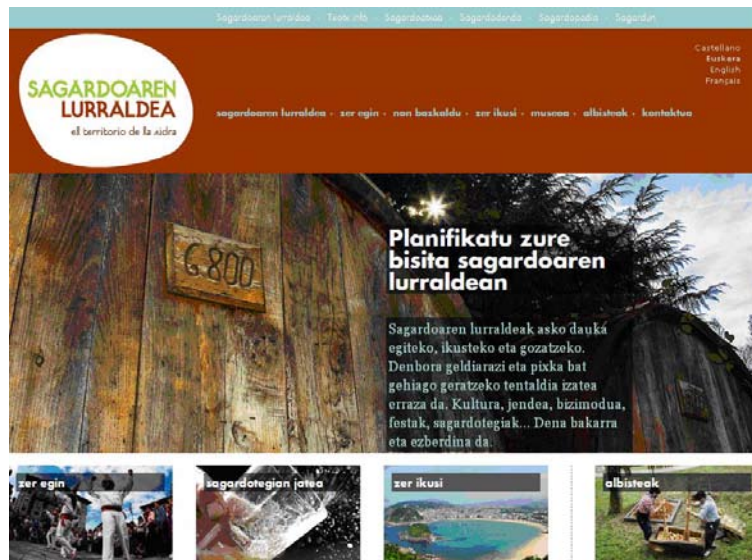 Sagardoaren lurraldea - Txotx info - Sagardoetxea - Sagardodenda - Sagardopedia - Sagardun
Castellano
Euskara
English
Français
SAGARDOAREN
LURRALDEA
el territorio de la sidra
sagardoaren lurraldea - zer egin - non bazkaldu - zer ikusi - museoa - albisteak - kontaktua
6800
Planifikatu zure
bisita sagardoaren
lurraldean
Sagardoaren lurraldeak asko dauka
egiteko, ikusteko eta gozatzeko.
Denbora geldiarazi eta pixka bat
gehiago geratzeko tentaldia izatea
erraza da. Kultura, jendea, bizimodua,
festak, sagardotegiak... Dena bakarra
eta ezberdina da.
zer egin
sagardotegian jatea
zer ikusi
albisteak